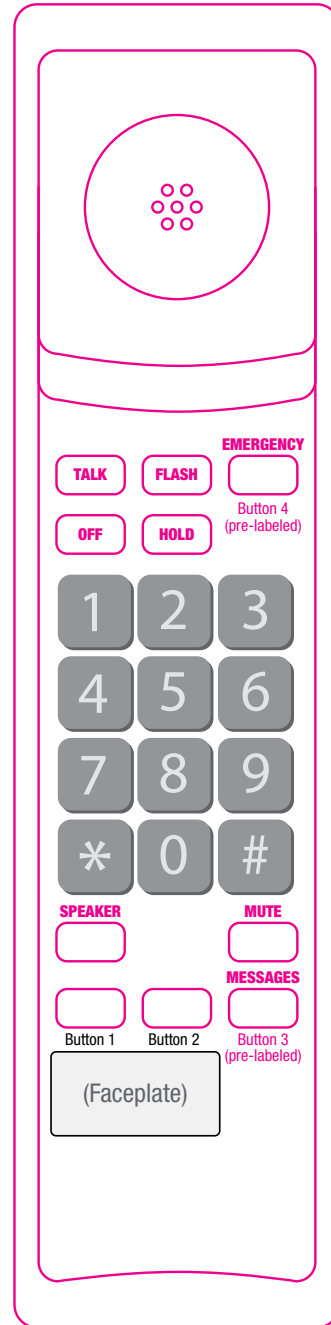 EMERGENCY
TALK FLASH
Button 4
(pre-labeled)
OFF HOLD
1 2 3
4 5 6
7 8 9
* 0 #
SPEAKER MUTE
MESSAGES
Button 1 Button 2 Button 3
(pre-labeled)
(Faceplate)